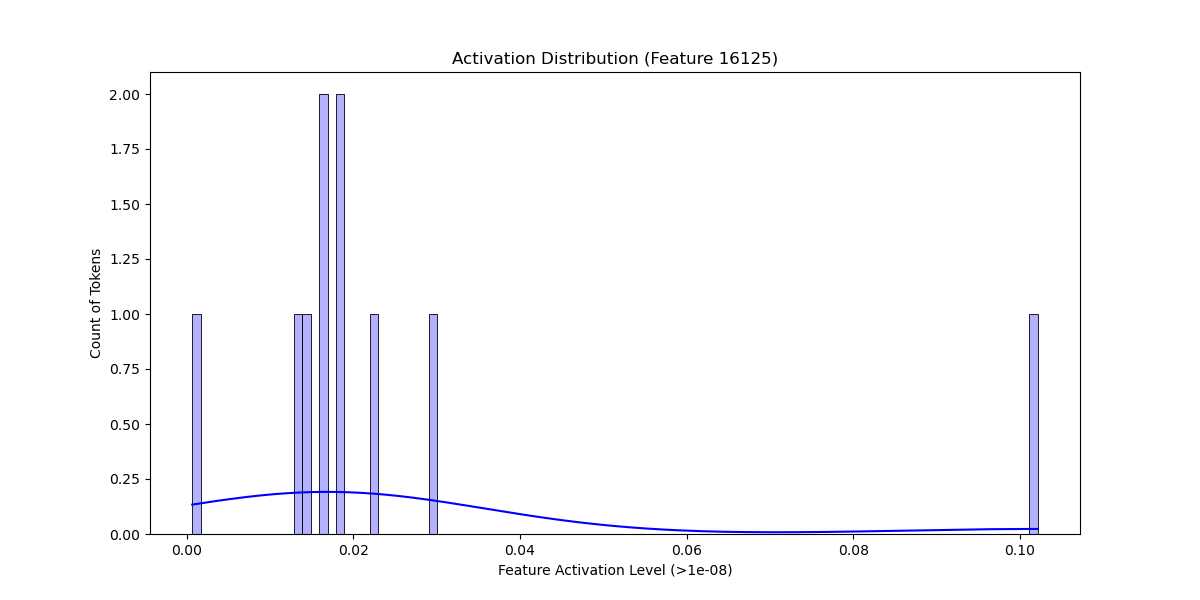 Activation Distribution (Feature 16125)
2.00
1.75
1.50
1.25
1.00
0.75
0.50
0.25
0.00
Count of Tokens
0.00 0.02 0.04 0.06 0.08 0.10
Feature Activation Level (>1e-08)